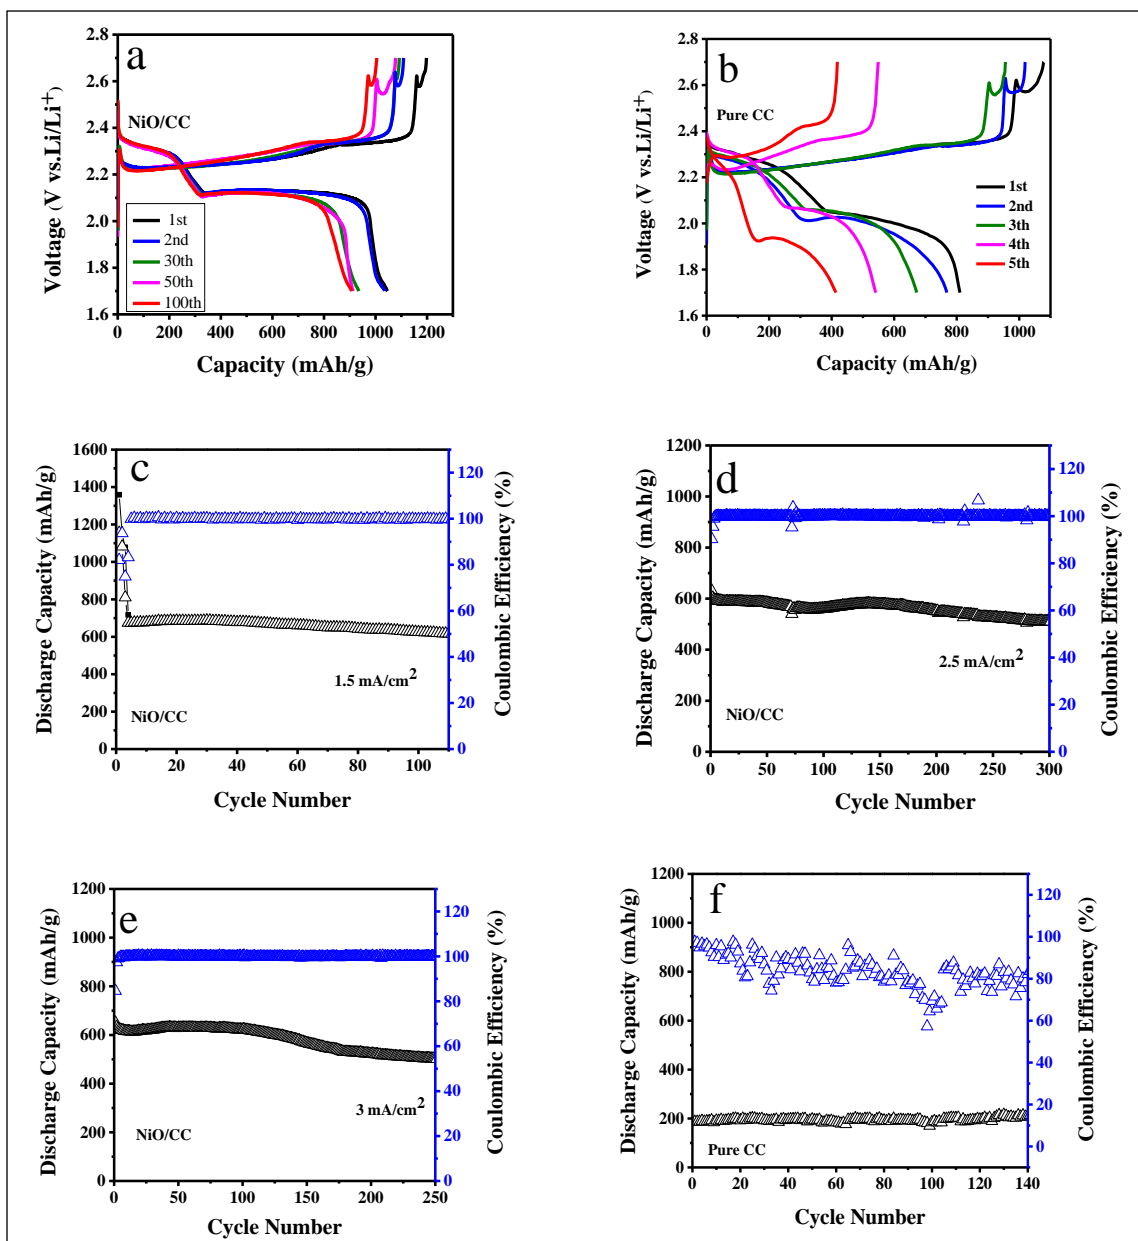 a
NiO/CC
1st
2nd
30th
50th
100th
Voltage (V vs.Li/Li+)
2.8
2.4
2.0
1.6
0 200 400 600 800 1000 1200
Capacity (mAh/g)
b
Pure CC
1st
2nd
3th
4th
5th
Voltage (V vs.Li/Li+)
2.8
2.6
2.4
2.2
2.0
1.8
1.6
0 200 400 600 800 1000
Capacity (mAh/g)
c
Discharge Capacity (mAh/g)
1600
1400
1200
1000
800
600
400
200
0
0 20 40 60 80 100
Cycle Number
120
100
80
60
40
20
0
Coulombic Efficiency (%)
1.5 mA/cm2
NiO/CC
d
Discharge Capacity (mAh/g)
1200
1000
800
600
400
200
0
0 50 100 150 200 250 300
Cycle Number
120
100
80
60
40
20
0
Coulombic Efficiency (%)
2.5 mA/cm2
NiO/CC
e
Discharge Capacity (mAh/g)
1200
1000
800
600
400
200
0
0 50 100 150 200 250
Cycle Number
120
100
80
60
40
20
0
Coulombic Efficiency (%)
3 mA/cm2
NiO/CC
f
Discharge Capacity (mAh/g)
1200
1000
800
600
400
200
0
0 20 40 60 80 100 120 140
Cycle Number
120
100
80
60
40
20
0
Coulombic Efficiency (%)
Pure CC